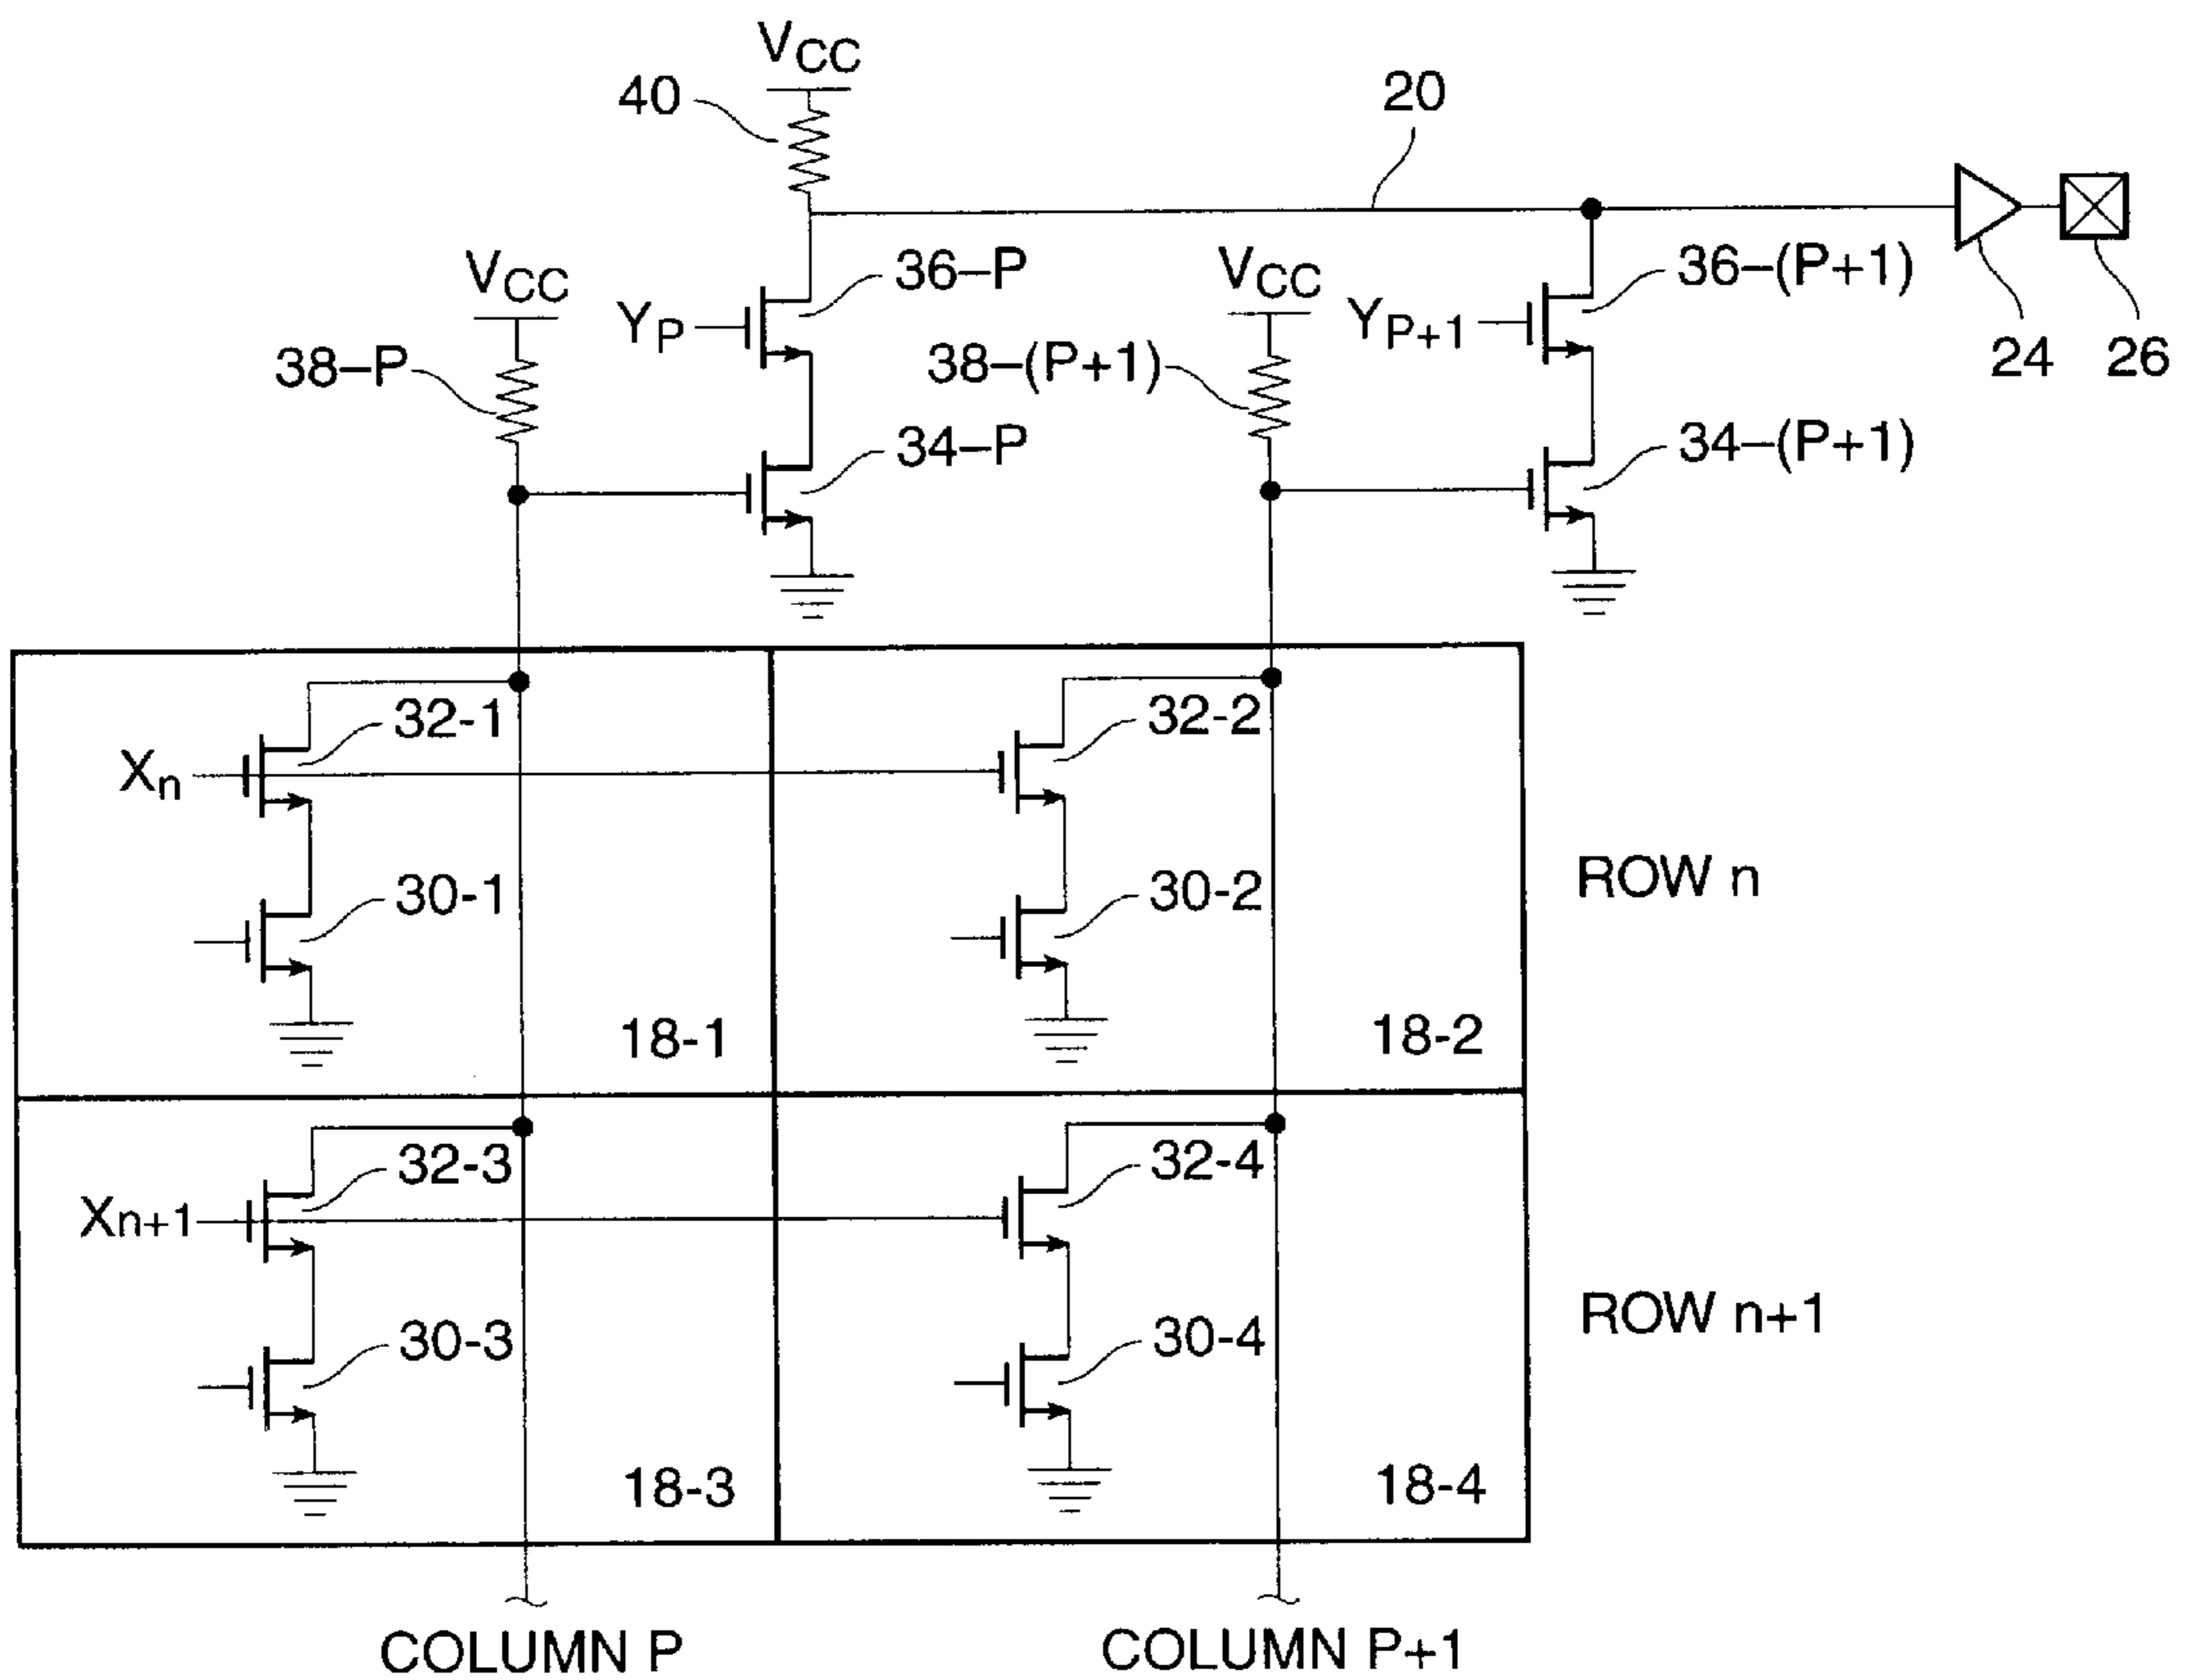 VCC
40
20
VCC
36–P
VCC
36–(P+1)
YP
YP+1
24
26
38–P
38–(P+1)
34–P
34–(P+1)
32-1
32-2
Xn
30-1
30-2
ROW n
18-1
18-2
32-3
32-4
Xn+1
30-3
30-4
ROW n+1
18-3
18-4
COLUMN P
COLUMN P+1